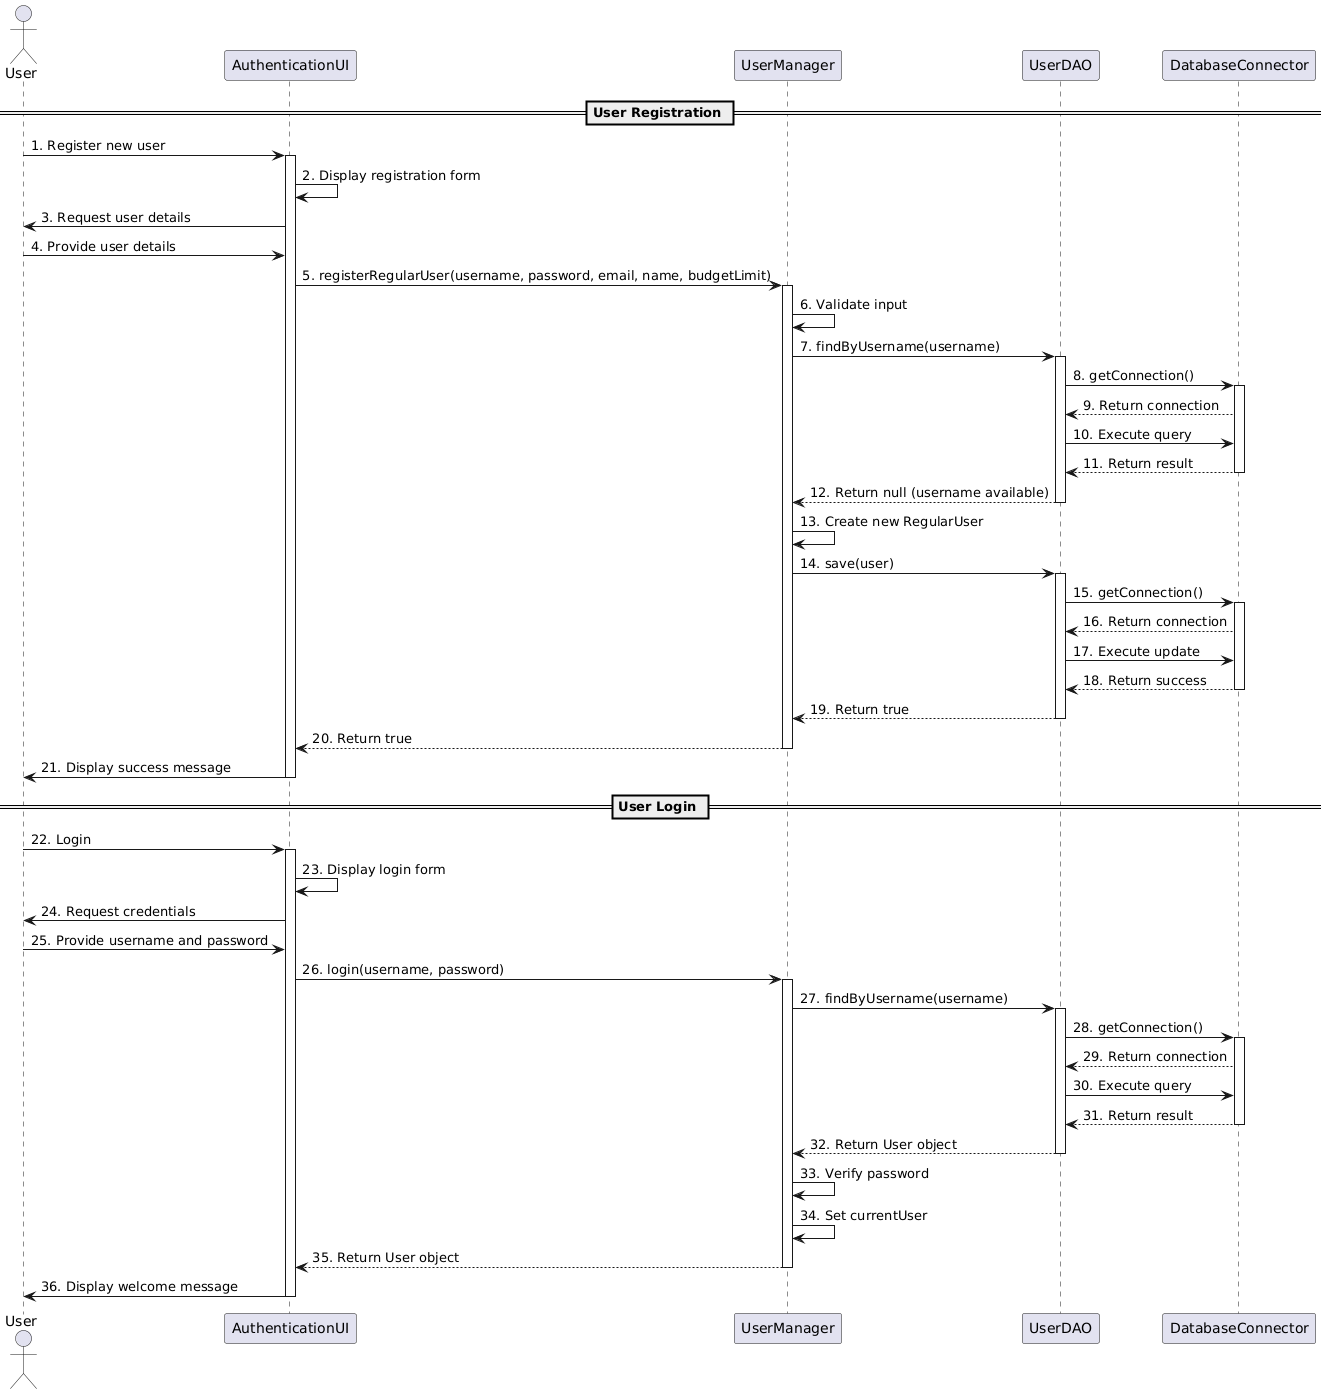 User
AuthenticationUI
UserManager
UserDAO
DatabaseConnector
User Registration
1. Register new user
2. Display registration form
3. Request user details
4. Provide user details
5. registerRegularUser(username, password, email, name, budgetLimit)
6. Validate input
7. findByUsername(username)
8. getConnection()
9. Return connection
10. Execute query
11. Return result
12. Return null (username available)
13. Create new RegularUser
14. save(user)
15. getConnection()
16. Return connection
17. Execute update
18. Return success
19. Return true
20. Return true
21. Display success message
User Login
22. Login
23. Display login form
24. Request credentials
25. Provide username and password
26. login(username, password)
27. findByUsername(username)
28. getConnection()
29. Return connection
30. Execute query
31. Return result
32. Return User object
33. Verify password
34. Set currentUser
35. Return User object
36. Display welcome message
User
AuthenticationUI
UserManager
UserDAO
DatabaseConnector